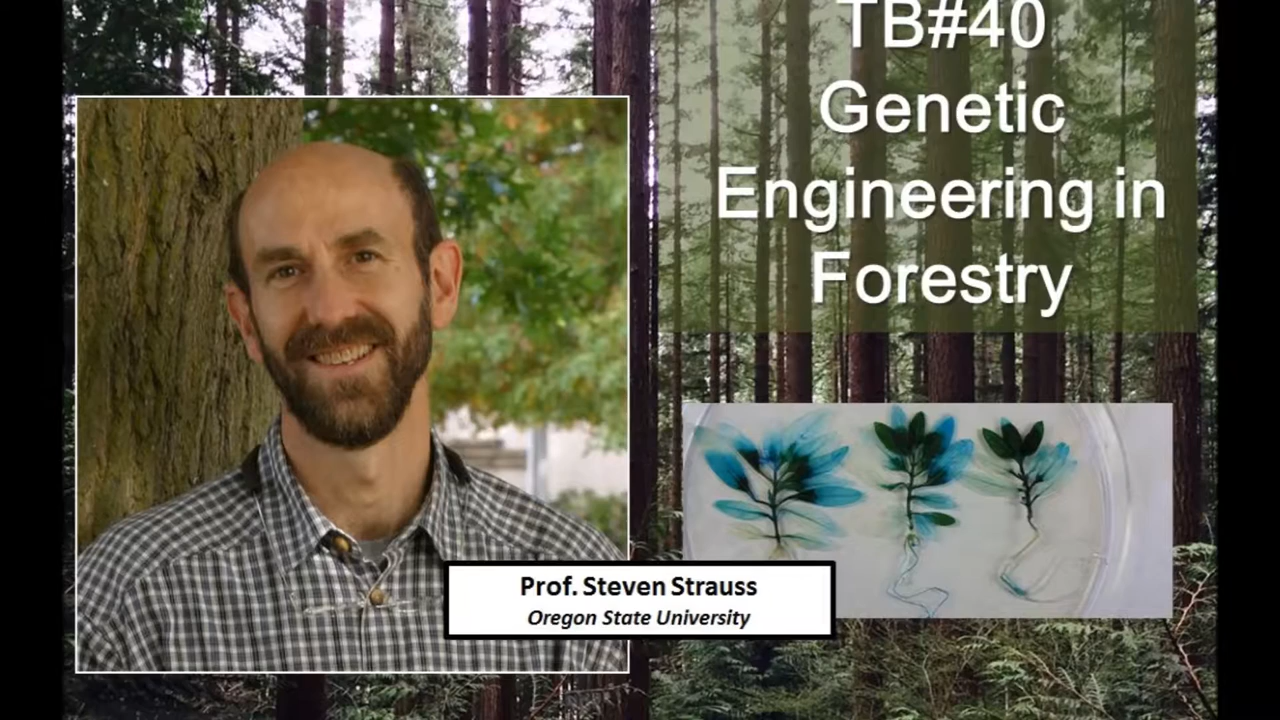 TB#40
Genetic
Engineering in
Forestry
Prof. Steven Strauss
Oregon State University